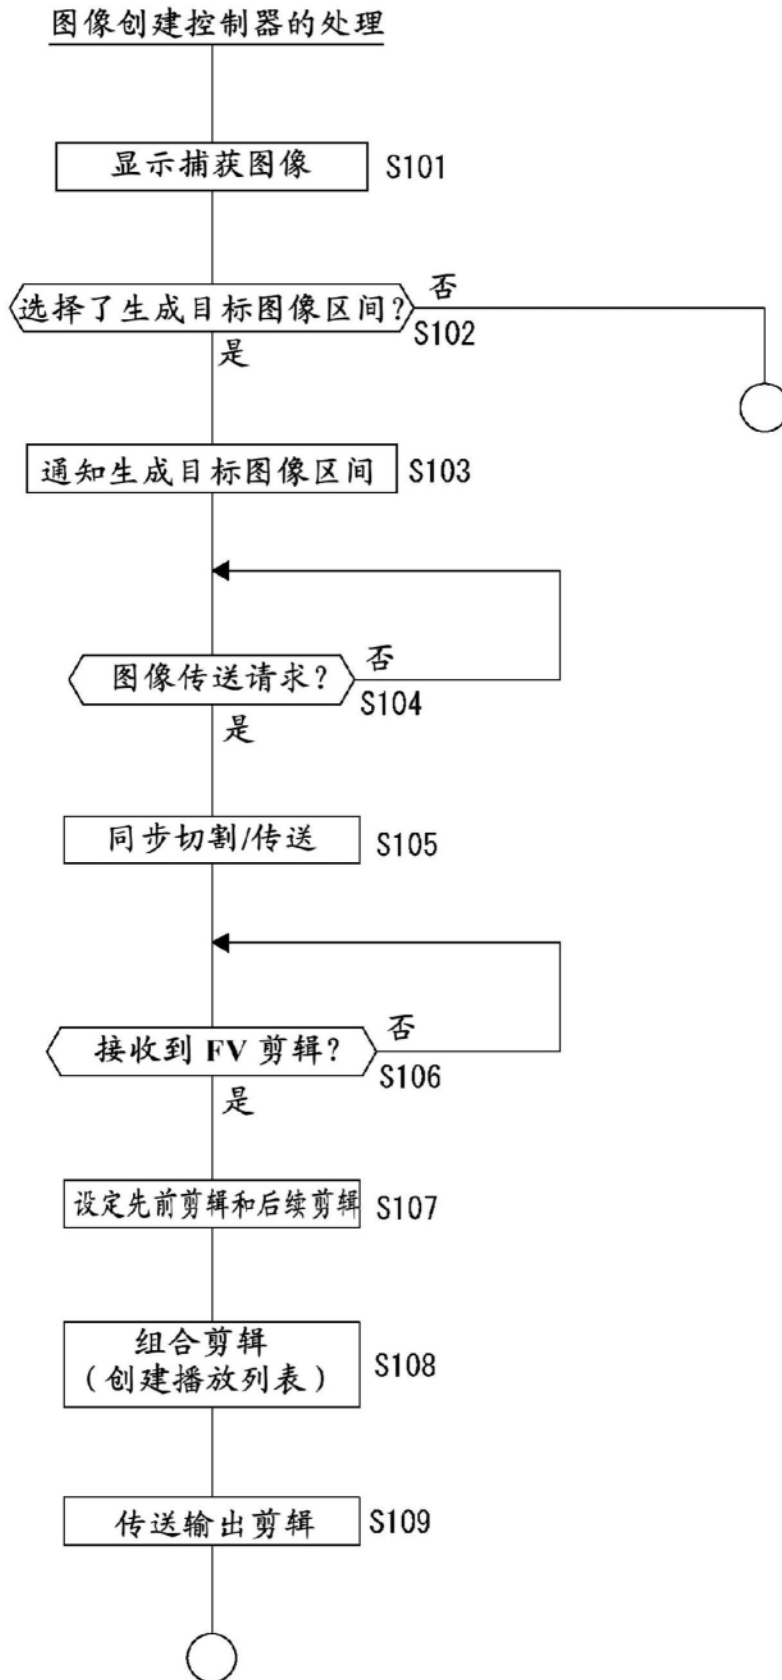 图像创建控制器的处理
显示捕获图像 S101
选择了生成目标图像区间? 否
S102
是
通知生成目标图像区间 S103
图像传送请求? 否
S104
是
同步切割/传送 S105
接收到 FV 剪辑? 否
S106
是
设定先前剪辑和后续剪辑 S107
组合剪辑
(创建播放列表) S108
传送输出剪辑 S109